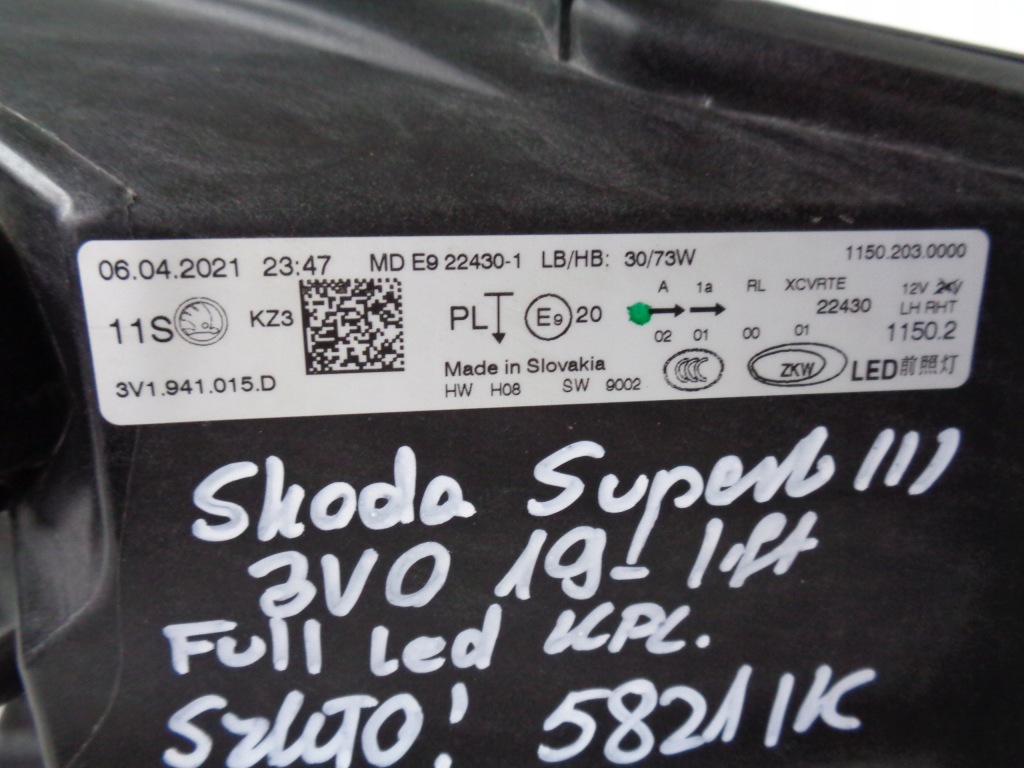 06.04.2021 23:47 MD E9 22430-1 LB/HB: 30/73W 1150.203.0000
11S KZ3 PL E9 20 A 1a RL XCVRTE 12V 24V
22430 LH RHT
02 01 00 01 1150.2
3V1.941.015.D Made in Slovakia CCC ZKW LED前照灯
HW H08 SW 9002
Skoda Superb III
3V0 19- lift
Full Led KPL.
5821/K